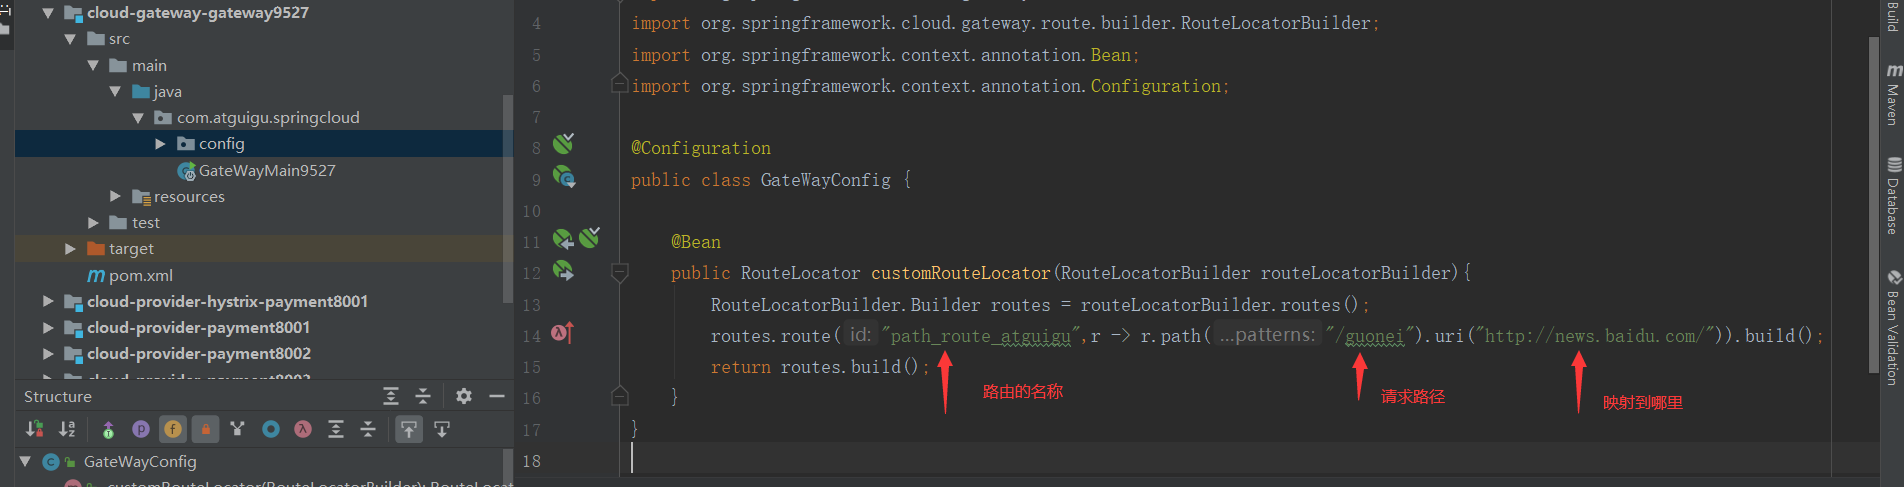 cloud-gateway-gateway9527
src
main
java
com.atguigu.springcloud
config
GateWayMain9527
resources
test
target
pom.xml
cloud-provider-hystrix-payment8001
cloud-provider-payment8001
cloud-provider-payment8002
Structure
GateWayConfig
customRouteLocator(RouteLocatorBuilder): RouteLocat
4 import org.springframework.cloud.gateway.route.builder.RouteLocatorBuilder;
5 import org.springframework.context.annotation.Bean;
6 import org.springframework.context.annotation.Configuration;
7
8 @Configuration
9 public class GateWayConfig {
10
11 @Bean
12 public RouteLocator customRouteLocator(RouteLocatorBuilder routeLocatorBuilder){
13 RouteLocatorBuilder.Builder routes = routeLocatorBuilder.routes();
14 routes.route( id: "path_route_atguigu",r -> r.path( ...patterns: "/guonei").uri("http://news.baidu.com/")).build();
15 return routes.build();
路由的名称
请求路径
映射到哪里
16 }
17 }
18
Build
Maven
Database
Bean Validation